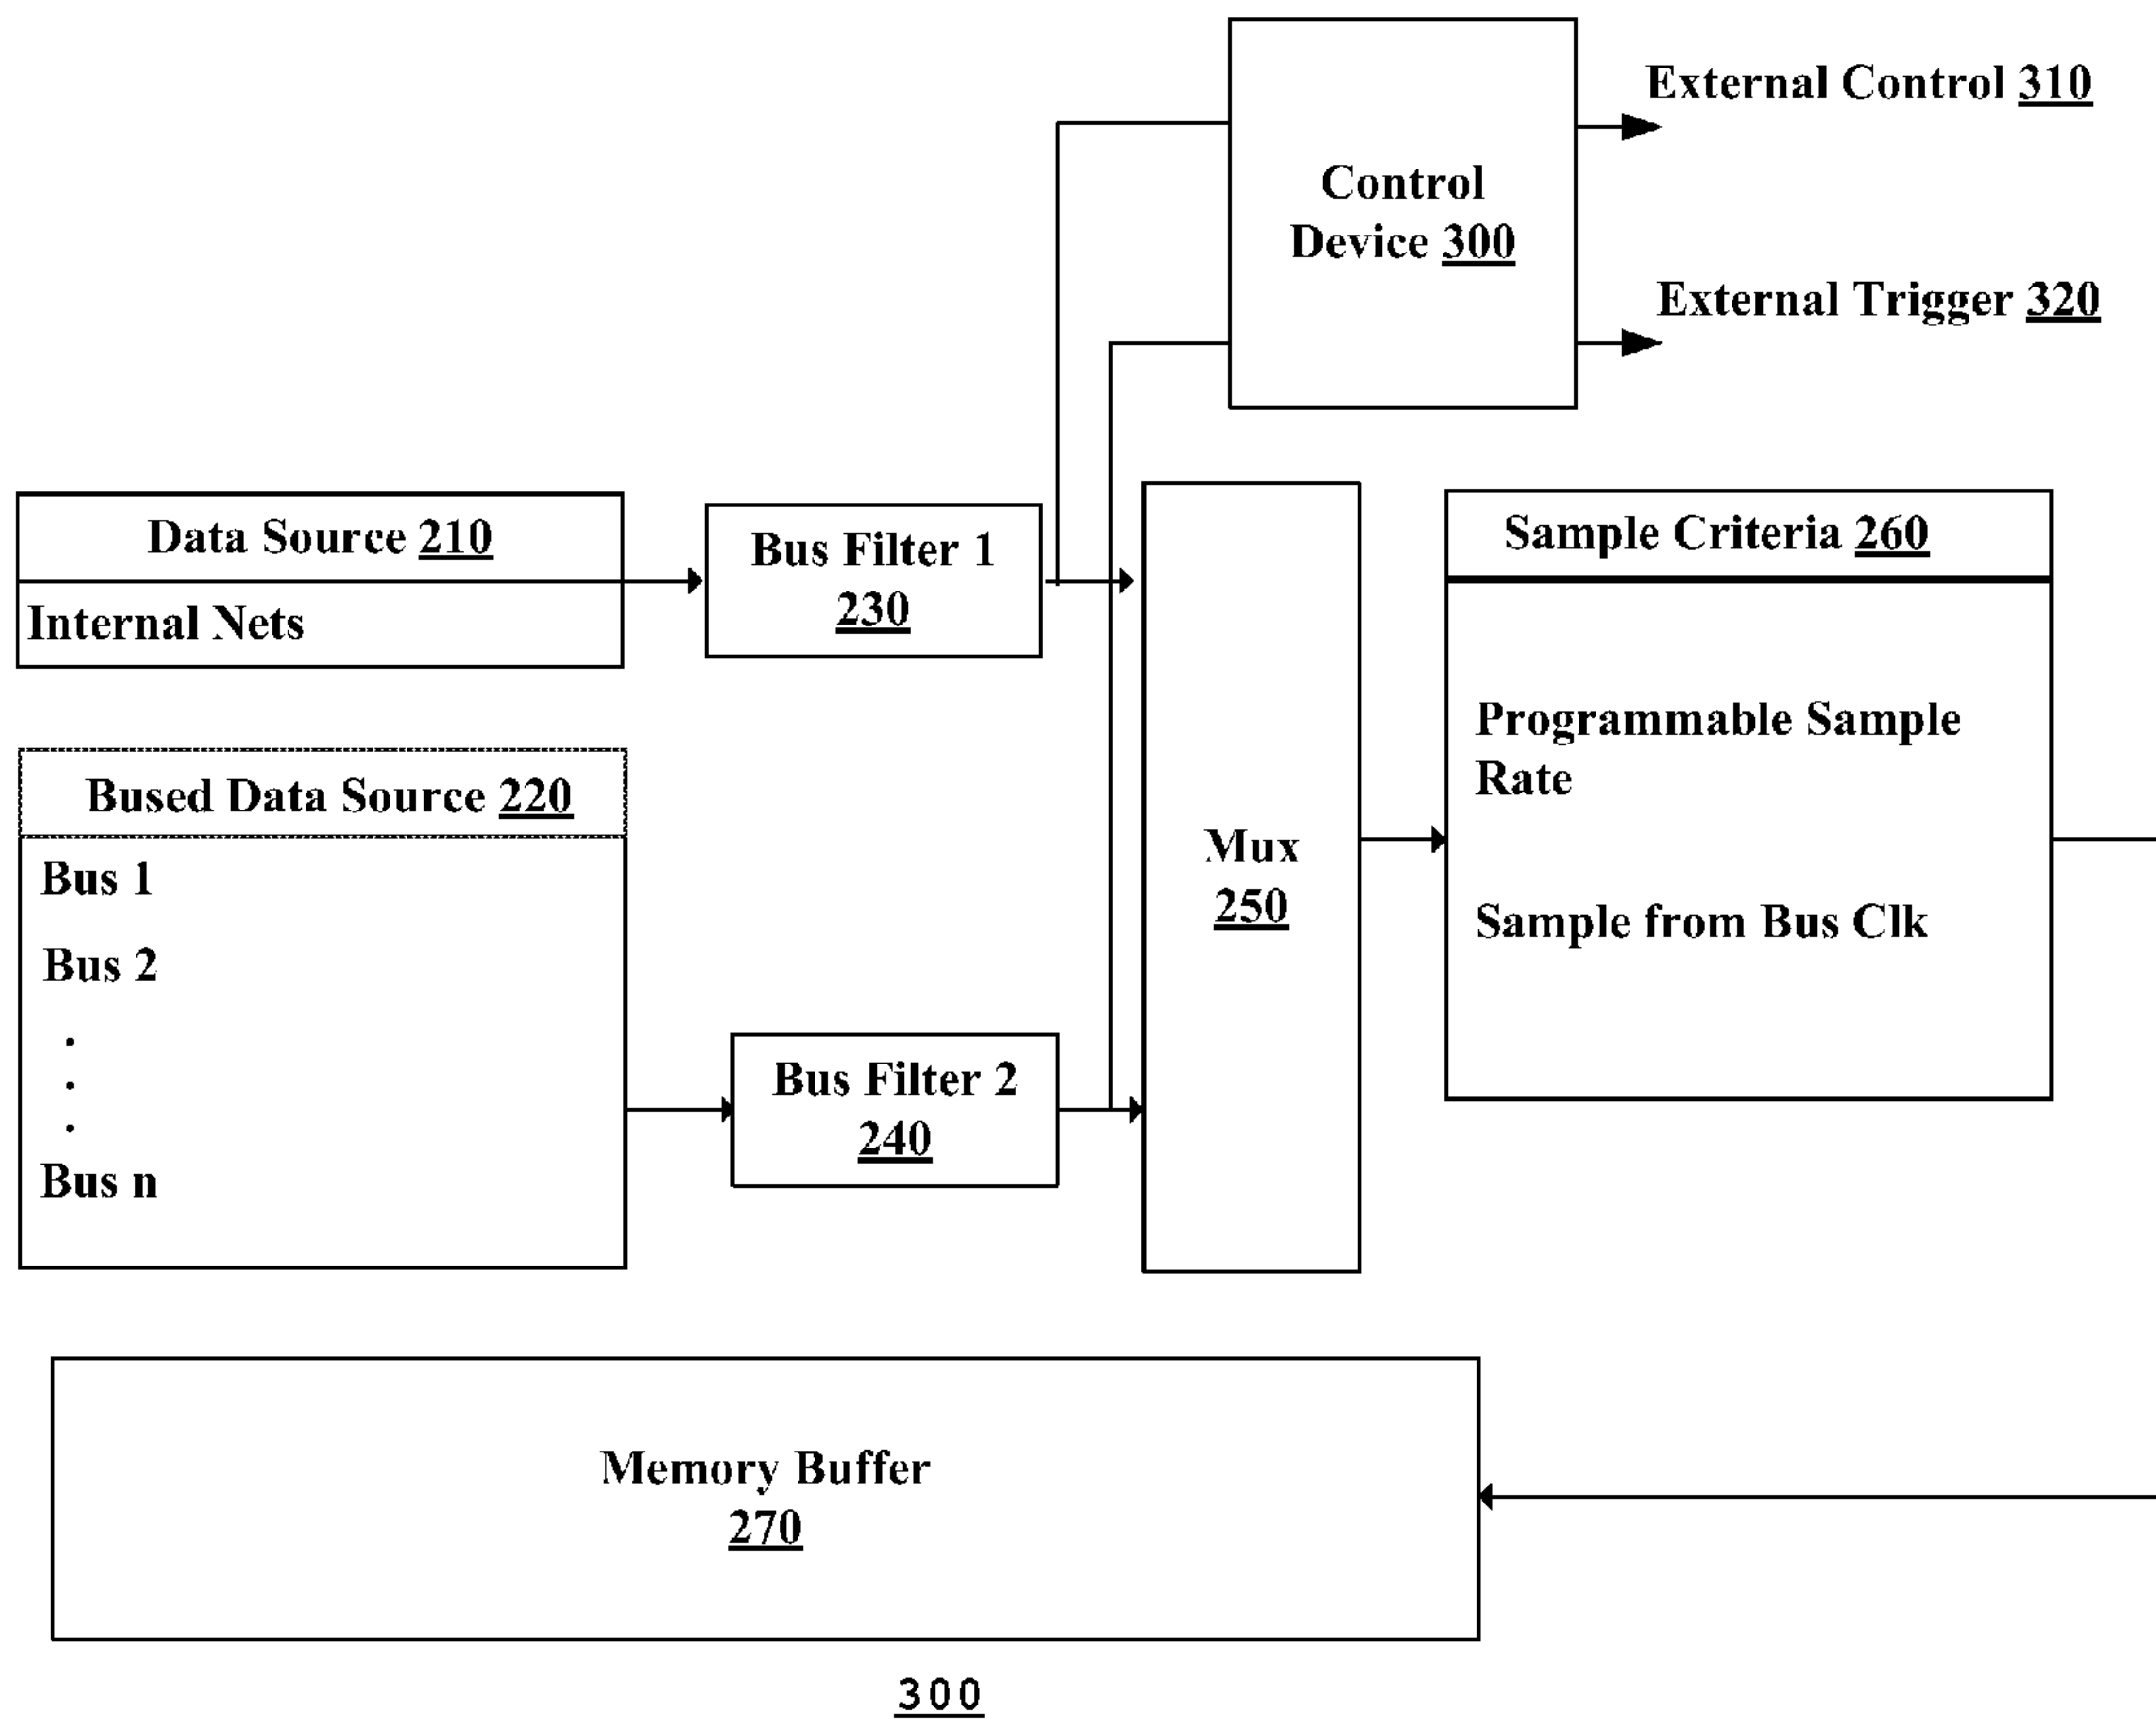 External Control 310
Control
Device 300
External Trigger 320
Data Source 210
Internal Nets
Bus Filter 1
230
Sample Criteria 260
Programmable Sample
Rate
Sample from Bus Clk
Bused Data Source 220
Bus 1
Bus 2
.
.
.
Bus n
Bus Filter 2
240
Mux
250
Memory Buffer
270
300